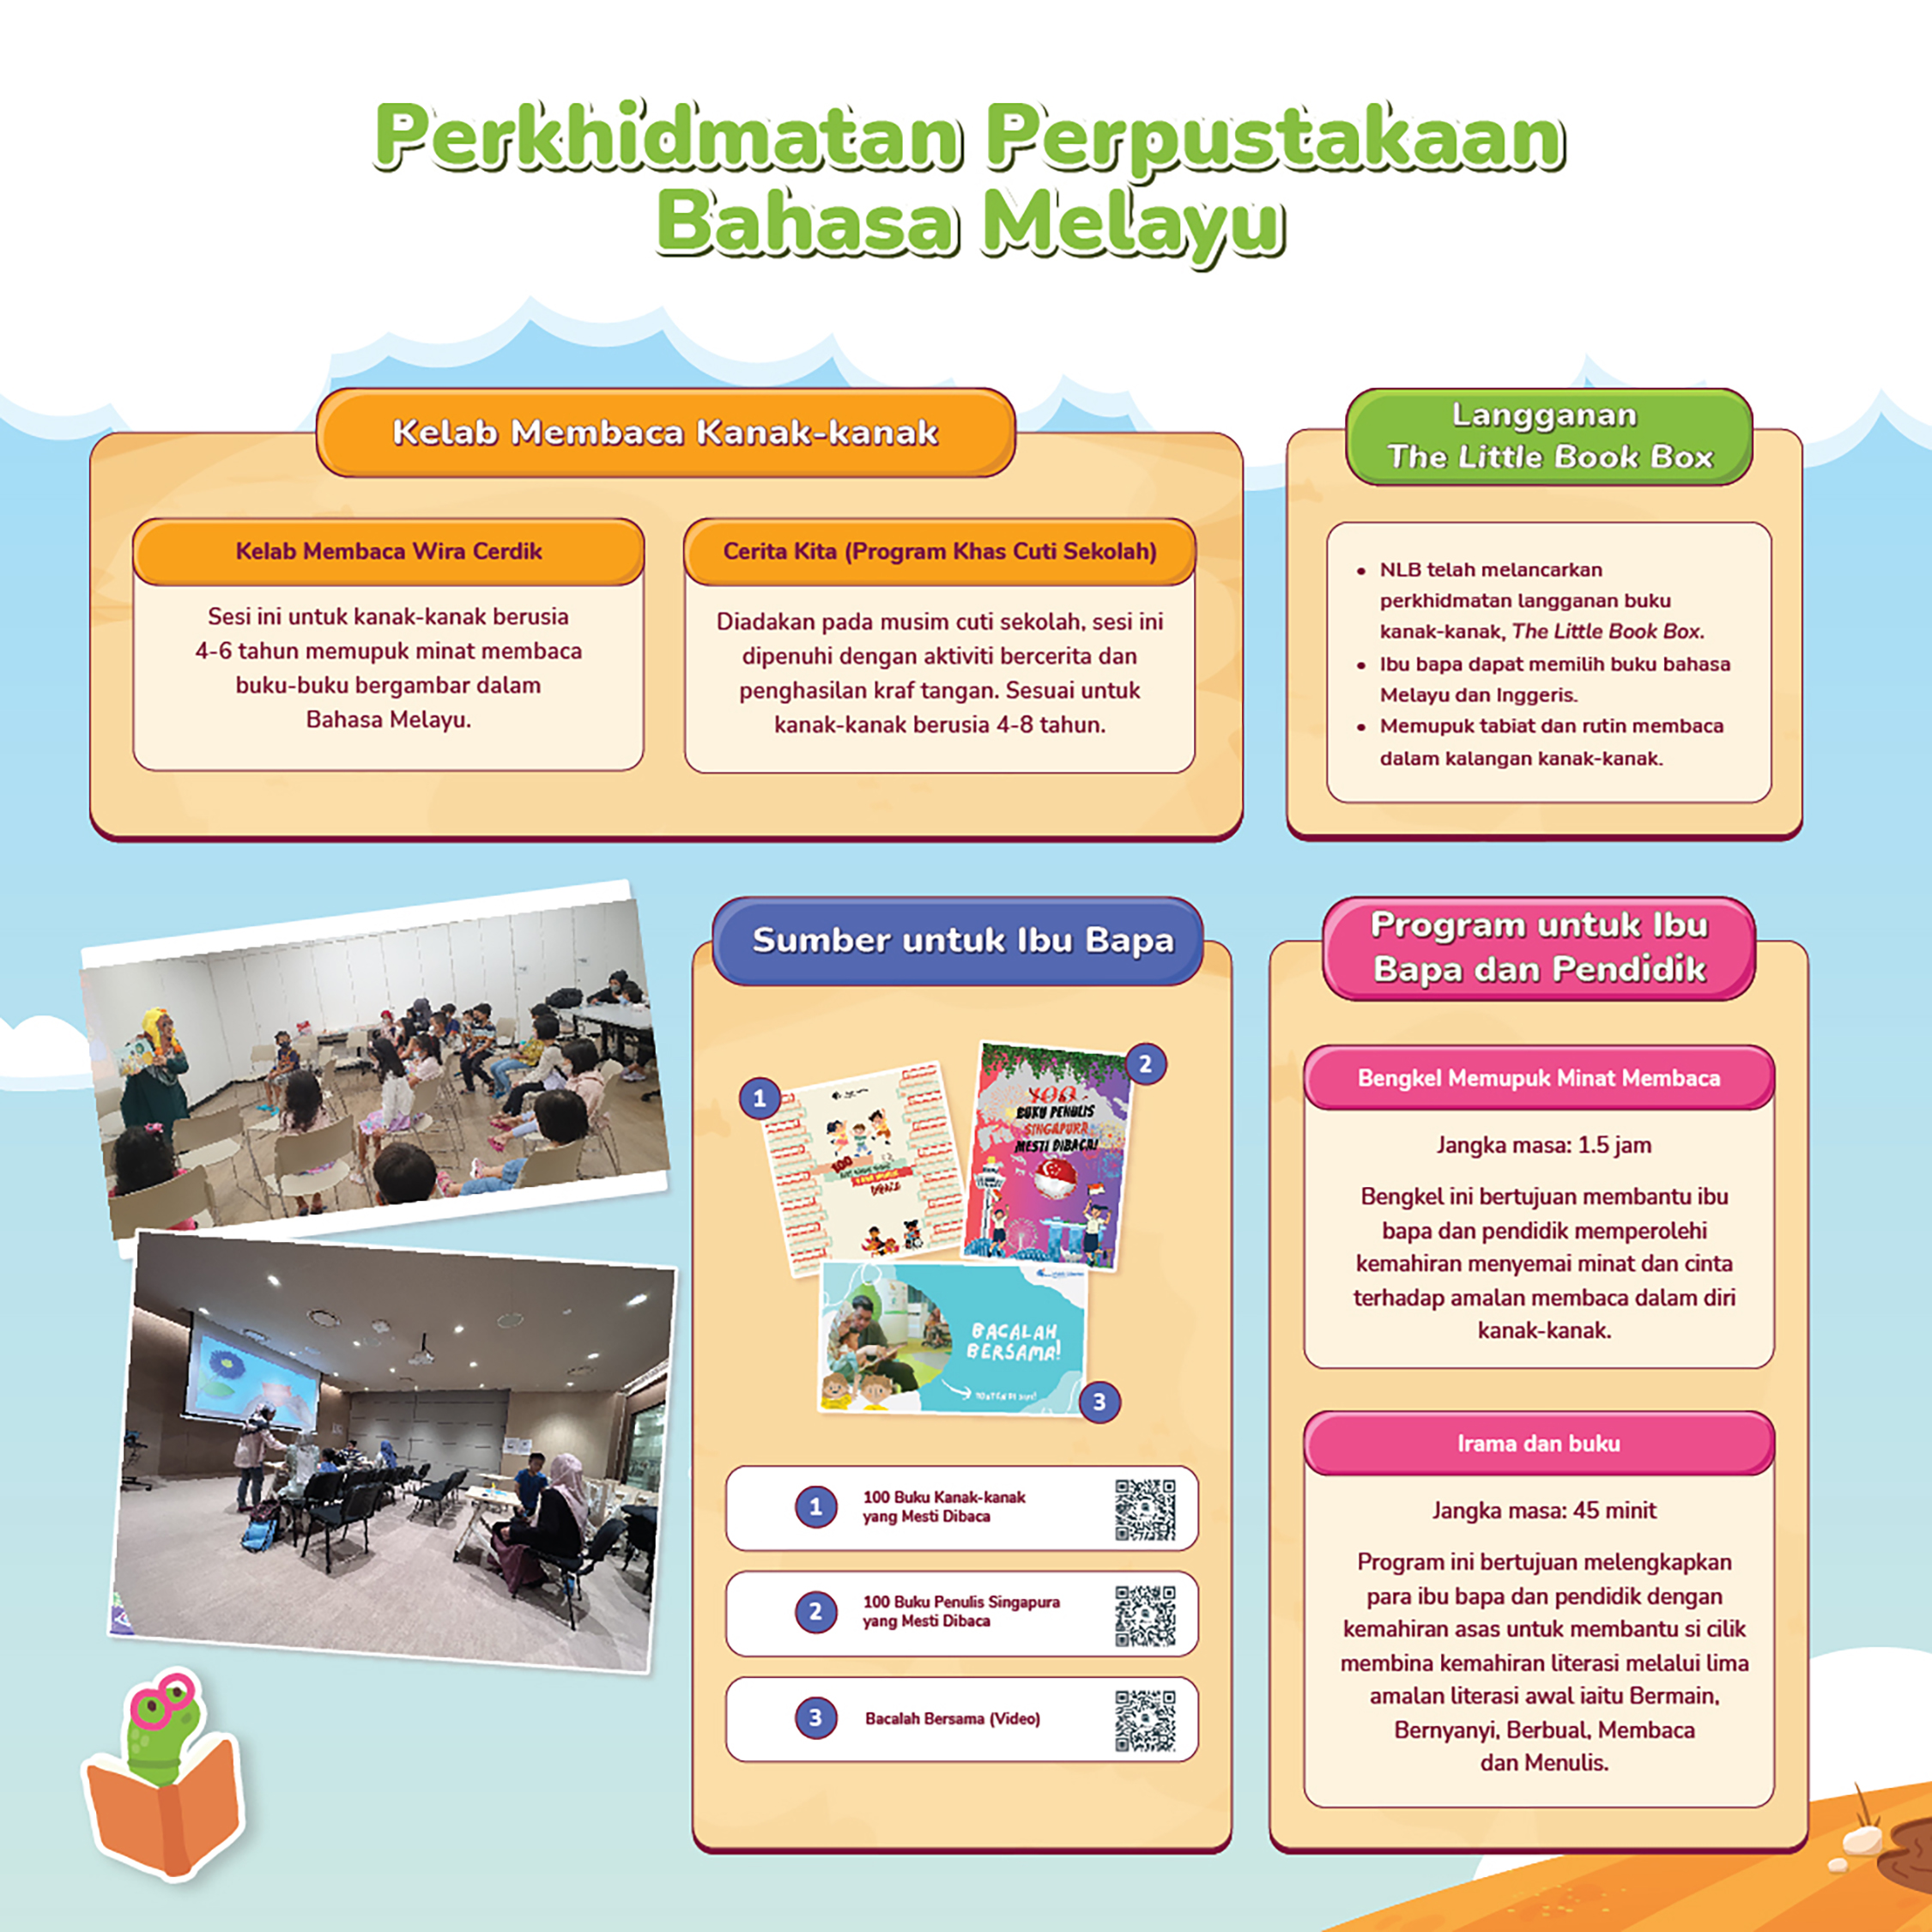 Perkhidmatan Perpustakaan
Bahasa Melayu
Kelab Membaca Kanak-kanak
Kelab Membaca Wira Cerdik
Sesi ini untuk kanak-kanak berusia
4-6 tahun memupuk minat membaca
buku-buku bergambar dalam
Bahasa Melayu.
Cerita Kita (Program Khas Cuti Sekolah)
Diadakan pada musim cuti sekolah, sesi ini
dipenuhi dengan aktiviti bercerita dan
penghasilan kraf tangan. Sesuai untuk
kanak-kanak berusia 4-8 tahun.
Langganan
The Little Book Box
• NLB telah melancarkan
perkhidmatan langganan buku
kanak-kanak, The Little Book Box.
• Ibu bapa dapat memilih buku bahasa
Melayu dan Inggeris.
• Memupuk tabiat dan rutin membaca
dalam kalangan kanak-kanak.
Sumber untuk Ibu Bapa
1
100
DIBACA
2
100
BUKU PENULIS
SINGAPURA
MESTI DIBACA!
BACALAH
BERSAMA!
3
1
100 Buku Kanak-kanak
yang Mesti Dibaca
2
100 Buku Penulis Singapura
yang Mesti Dibaca
3
Bacalah Bersama (Video)
Program untuk Ibu
Bapa dan Pendidik
Bengkel Memupuk Minat Membaca
Jangka masa: 1.5 jam
Bengkel ini bertujuan membantu ibu
bapa dan pendidik memperolehi
kemahiran menyemai minat dan cinta
terhadap amalan membaca dalam diri
kanak-kanak.
Irama dan buku
Jangka masa: 45 minit
Program ini bertujuan melengkapkan
para ibu bapa dan pendidik dengan
kemahiran asas untuk membantu si cilik
membina kemahiran literasi melalui lima
amalan literasi awal iaitu Bermain,
Bernyanyi, Berbual, Membaca
dan Menulis.